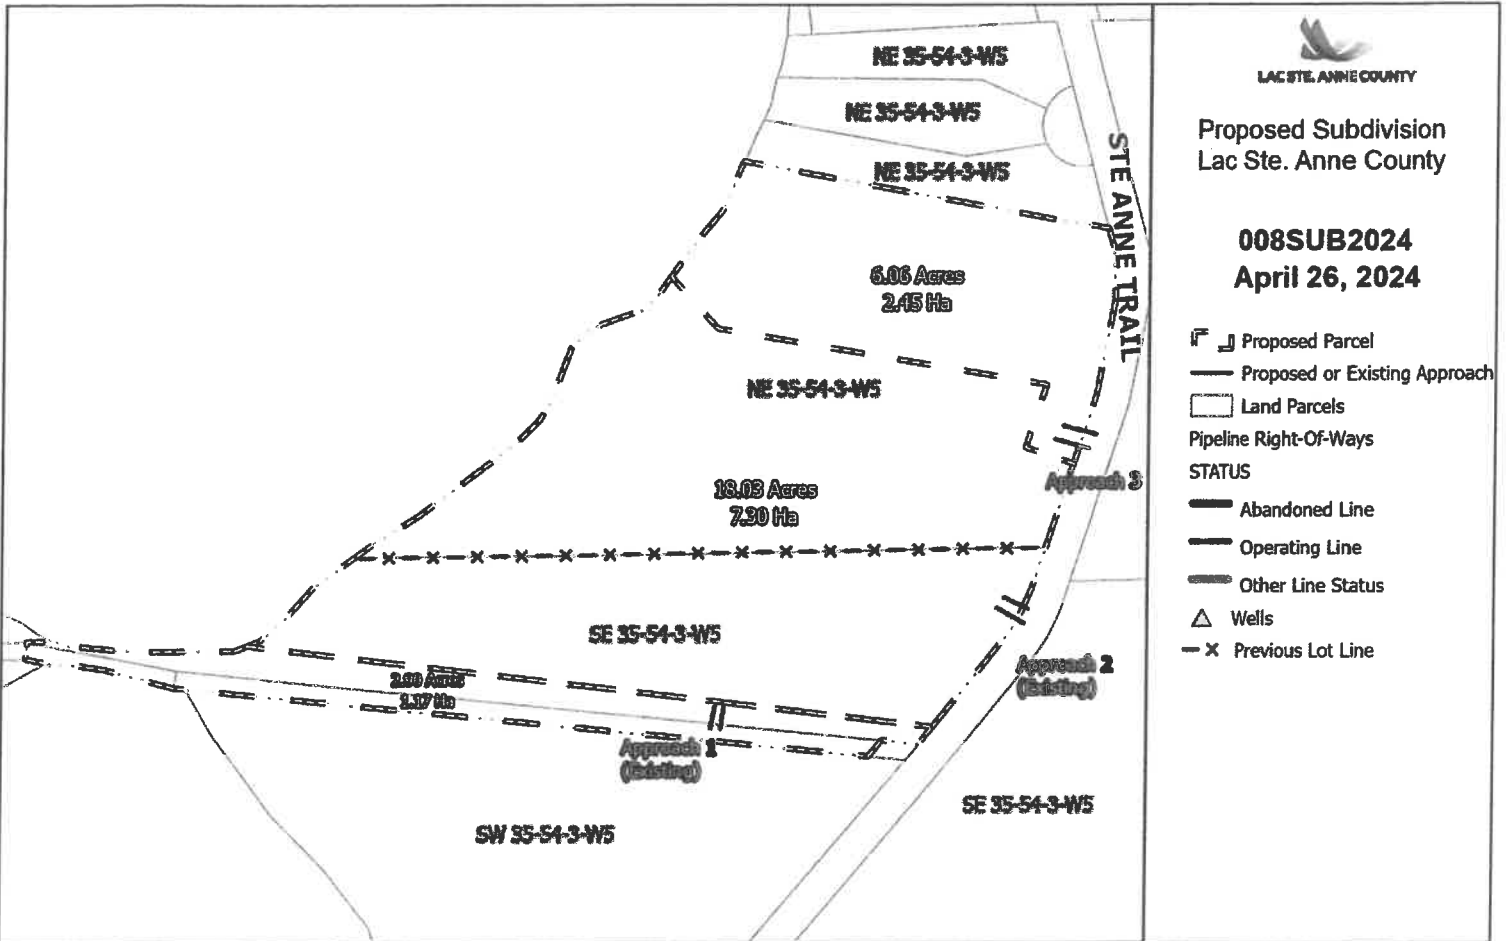 NE 35-54-3-W5
NE 35-54-3-W5
NE 35-54-3-W5
STE ANNE TRAIL
6.06 Acres
2.45 Ha
NE 35-54-3-W5
18.03 Acres
7.30 Ha
Approach 3
SE 35-54-3-W5
Approach 2
(Existing)
Acres
1.17 Ha
Approach 1
(Existing)
SE 35-54-3-W5
SW 35-54-3-W5
LAC STE. ANNE COUNTY
Proposed Subdivision
Lac Ste. Anne County
008SUB2024
April 26, 2024
Proposed Parcel
Proposed or Existing Approach
Land Parcels
Pipeline Right-Of-Ways
STATUS
Abandoned Line
Operating Line
Other Line Status
Wells
Previous Lot Line